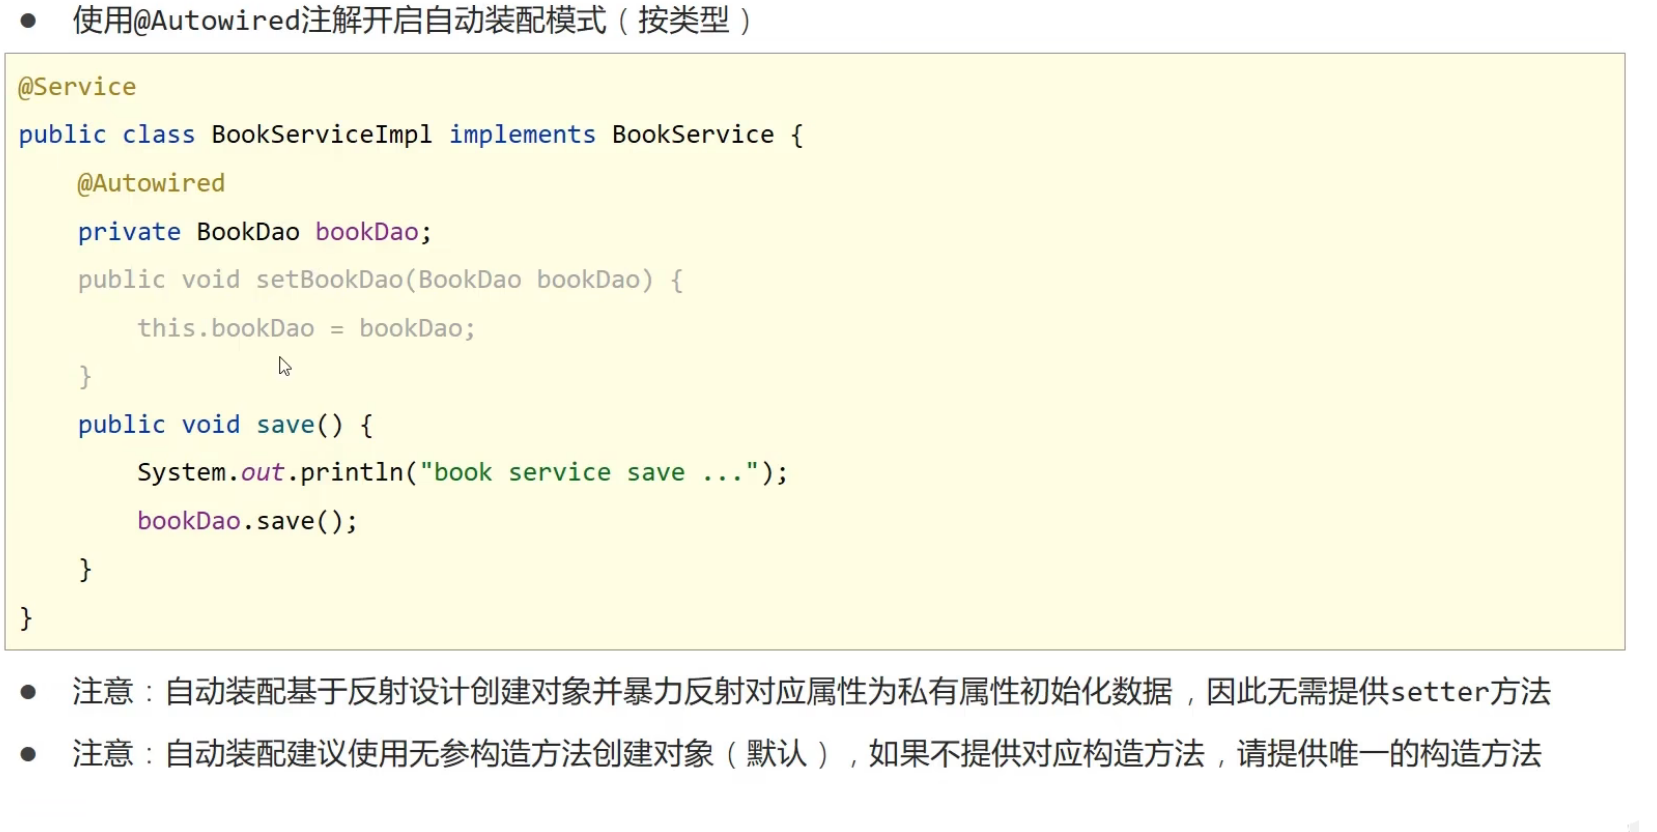 ● 使用@Autowired注解开启自动装配模式（按类型）
@Service
public class BookServiceImpl implements BookService {
    @Autowired
    private BookDao bookDao;
    public void setBookDao(BookDao bookDao) {
        this.bookDao = bookDao;
    }
    public void save() {
        System.out.println("book service save ...");
        bookDao.save();
    }
}
● 注意：自动装配基于反射设计创建对象并暴力反射对应属性为私有属性初始化数据，因此无需提供setter方法
● 注意：自动装配建议使用无参构造方法创建对象（默认），如果不提供对应构造方法，请提供唯一的构造方法